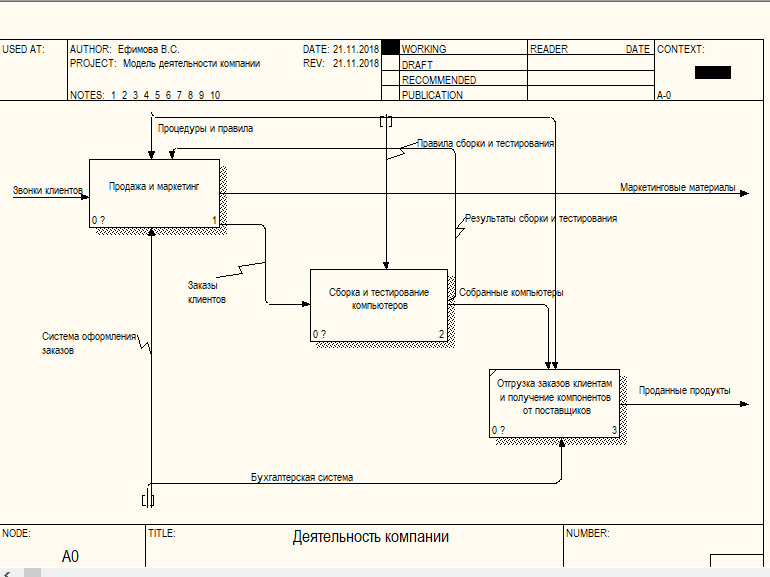 USED AT:
AUTHOR: Ефимова В.С.
DATE: 21.11.2018
WORKING
READER
DATE
CONTEXT:
PROJECT: Модель деятельности компании
REV: 21.11.2018
DRAFT
RECOMMENDED
NOTES: 1 2 3 4 5 6 7 8 9 10
PUBLICATION
A-0
Процедуры и правила
Правила сборки и тестирования
Звонки клиентов
Продажа и маркетинг
0 ?
1
Маркетинговые материалы
Результаты сборки и тестирования
Заказы
клиентов
Сборка и тестирование
компьютеров
0 ?
2
Собранные компьютеры
Система оформления
заказов
Отгрузка заказов клиентам
и получение компонентов
от поставщиков
0 ?
3
Проданные продукты
Бухгалтерская система
NODE:
A0
TITLE:
Деятельность компании
NUMBER: